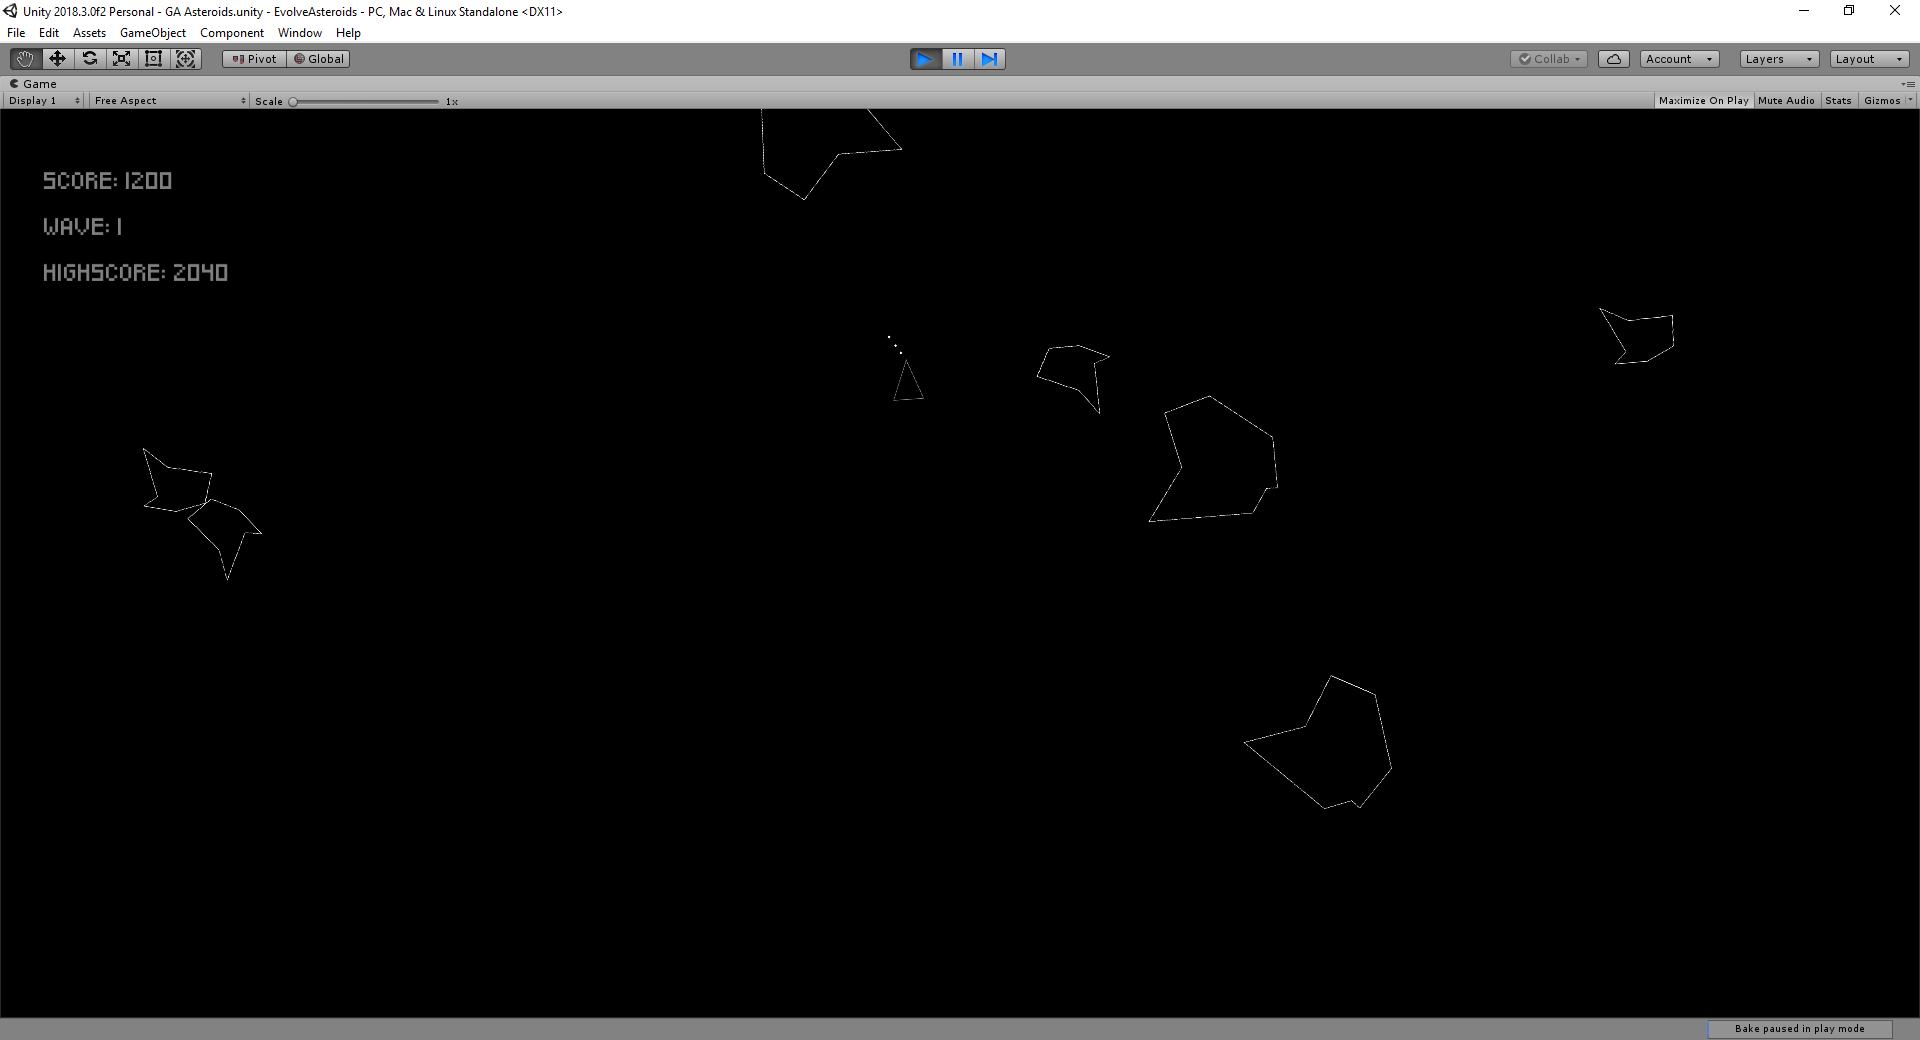 Unity 2018.3.0f2 Personal - GA Asteroids.unity - EvolveAsteroids - PC, Mac & Linux Standalone <DX11>
File Edit Assets GameObject Component Window Help
Pivot Global Collab Account Layers Layout
Game
Display 1 Free Aspect Scale 1x Maximize On Play Mute Audio Stats Gizmos
SCORE: 1200
WAVE: 1
HIGHSCORE: 2040
Bake paused in play mode